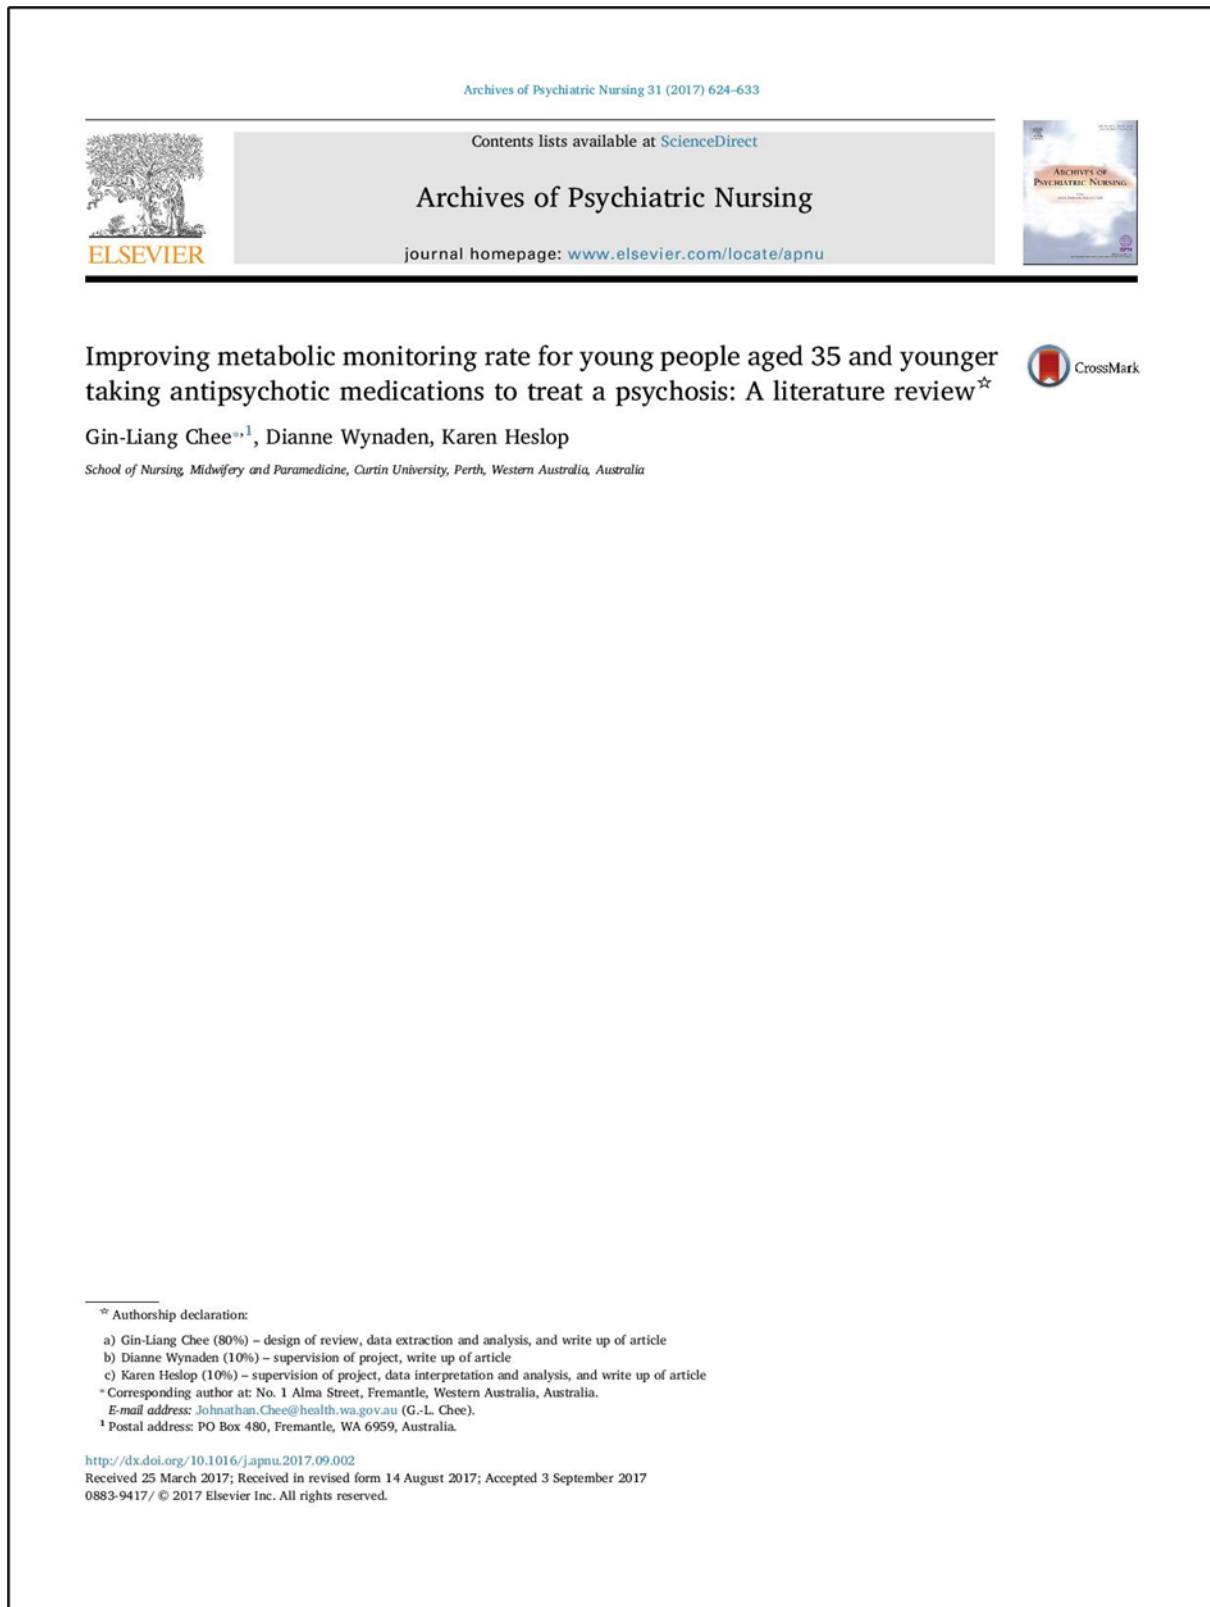 Archives of Psychiatric Nursing 31 (2017) 624–633
Contents lists available at ScienceDirect
Archives of Psychiatric Nursing
journal homepage: www.elsevier.com/locate/apnu
ELSEVIER
ARCHIVES OF
PSYCHIATRIC NURSING
Improving metabolic monitoring rate for young people aged 35 and younger
taking antipsychotic medications to treat a psychosis: A literature review☆
CrossMark
Gin-Liang Chee*,1, Dianne Wynaden, Karen Heslop
School of Nursing, Midwifery and Paramedicine, Curtin University, Perth, Western Australia, Australia
☆ Authorship declaration:
a) Gin-Liang Chee (80%) – design of review, data extraction and analysis, and write up of article
b) Dianne Wynaden (10%) – supervision of project, write up of article
c) Karen Heslop (10%) – supervision of project, data interpretation and analysis, and write up of article
* Corresponding author at: No. 1 Alma Street, Fremantle, Western Australia, Australia.
E-mail address: Johnathan.Chee@health.wa.gov.au (G.-L. Chee).
1 Postal address: PO Box 480, Fremantle, WA 6959, Australia.
http://dx.doi.org/10.1016/j.apnu.2017.09.002
Received 25 March 2017; Received in revised form 14 August 2017; Accepted 3 September 2017
0883-9417/ © 2017 Elsevier Inc. All rights reserved.